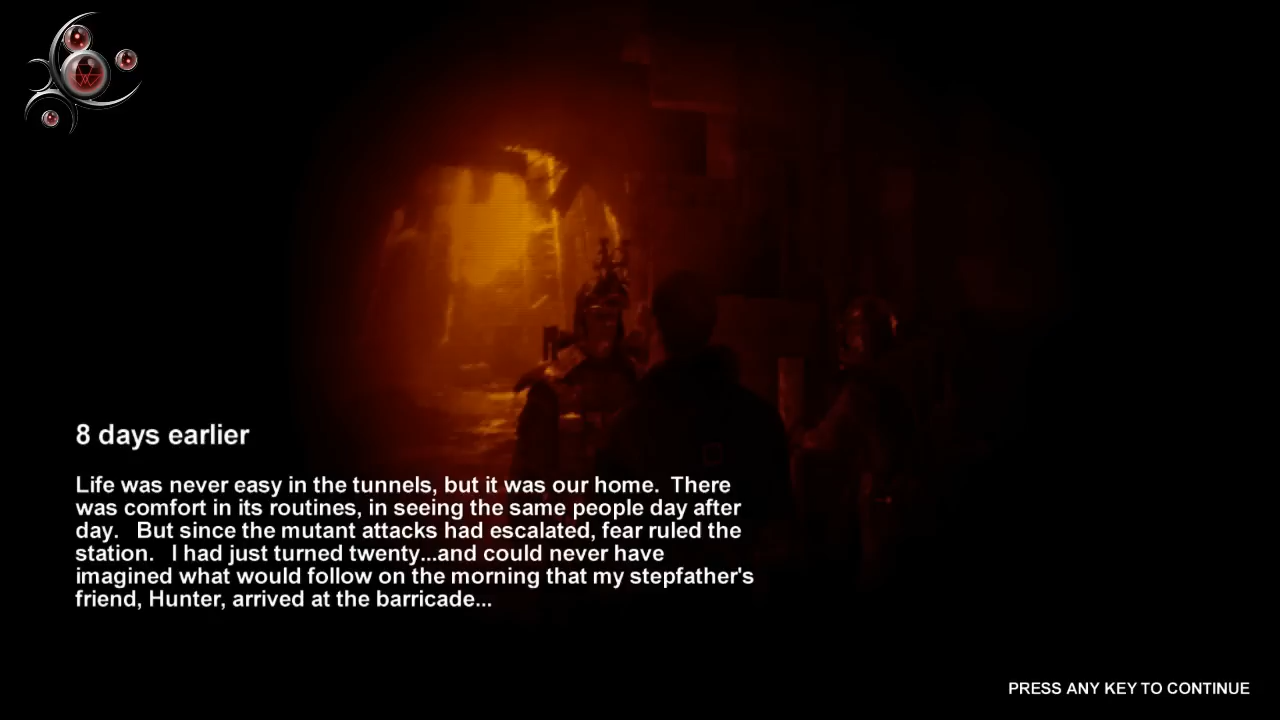 8 days earlier
Life was never easy in the tunnels, but it was our home.  There
was comfort in its routines, in seeing the same people day after
day.   But since the mutant attacks had escalated, fear ruled the
station.   I had just turned twenty...and could never have
imagined what would follow on the morning that my stepfather's
friend, Hunter, arrived at the barricade...
PRESS ANY KEY TO CONTINUE